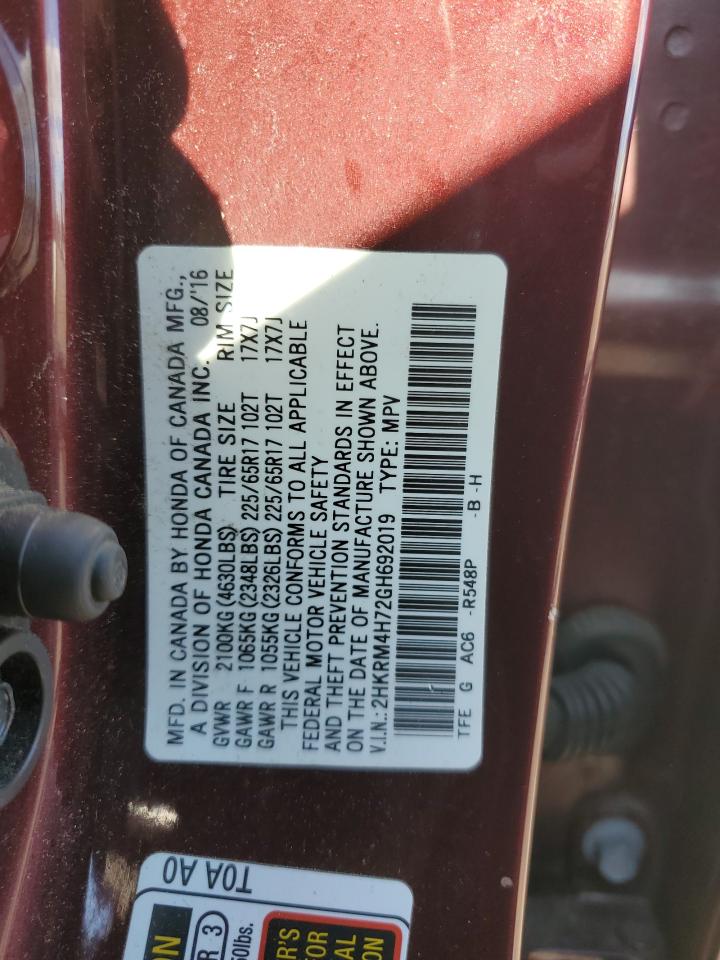 MFD. IN CANADA BY HONDA OF CANADA MFG.,
A DIVISION OF HONDA CANADA INC. 08/'16
GVWR 2100KG(4630LBS) TIRE SIZE RIM SIZE
GAWR F 1065KG(2348LBS) 225/65R17 102T 17X7J
GAWR R 1055KG(2326LBS) 225/65R17 102T 17X7J
THIS VEHICLE CONFORMS TO ALL APPLICABLE
FEDERAL MOTOR VEHICLE SAFETY
AND THEFT PREVENTION STANDARDS IN EFFECT
ON THE DATE OF MANUFACTURE SHOWN ABOVE.
V.I.N.:2HKRM4H72GH692019 TYPE: MPV
TFE G AC6 -R548P -B -H
T0A A0